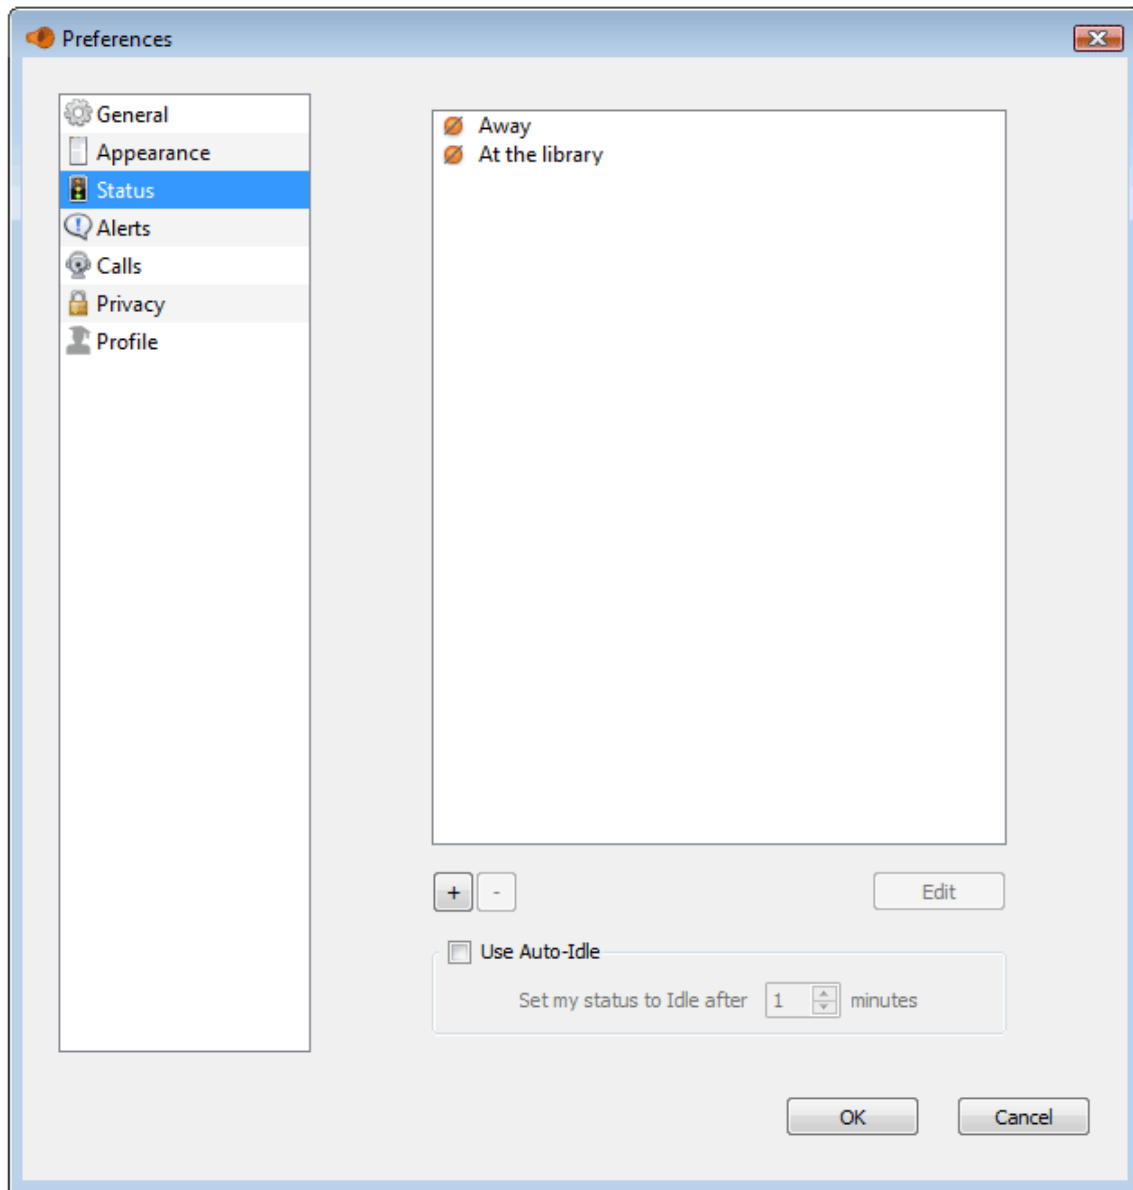 Preferences
General
Appearance
Status
Alerts
Calls
Privacy
Profile
Away
At the library
+ -
Edit
Use Auto-Idle
Set my status to Idle after 1 minutes
OK Cancel